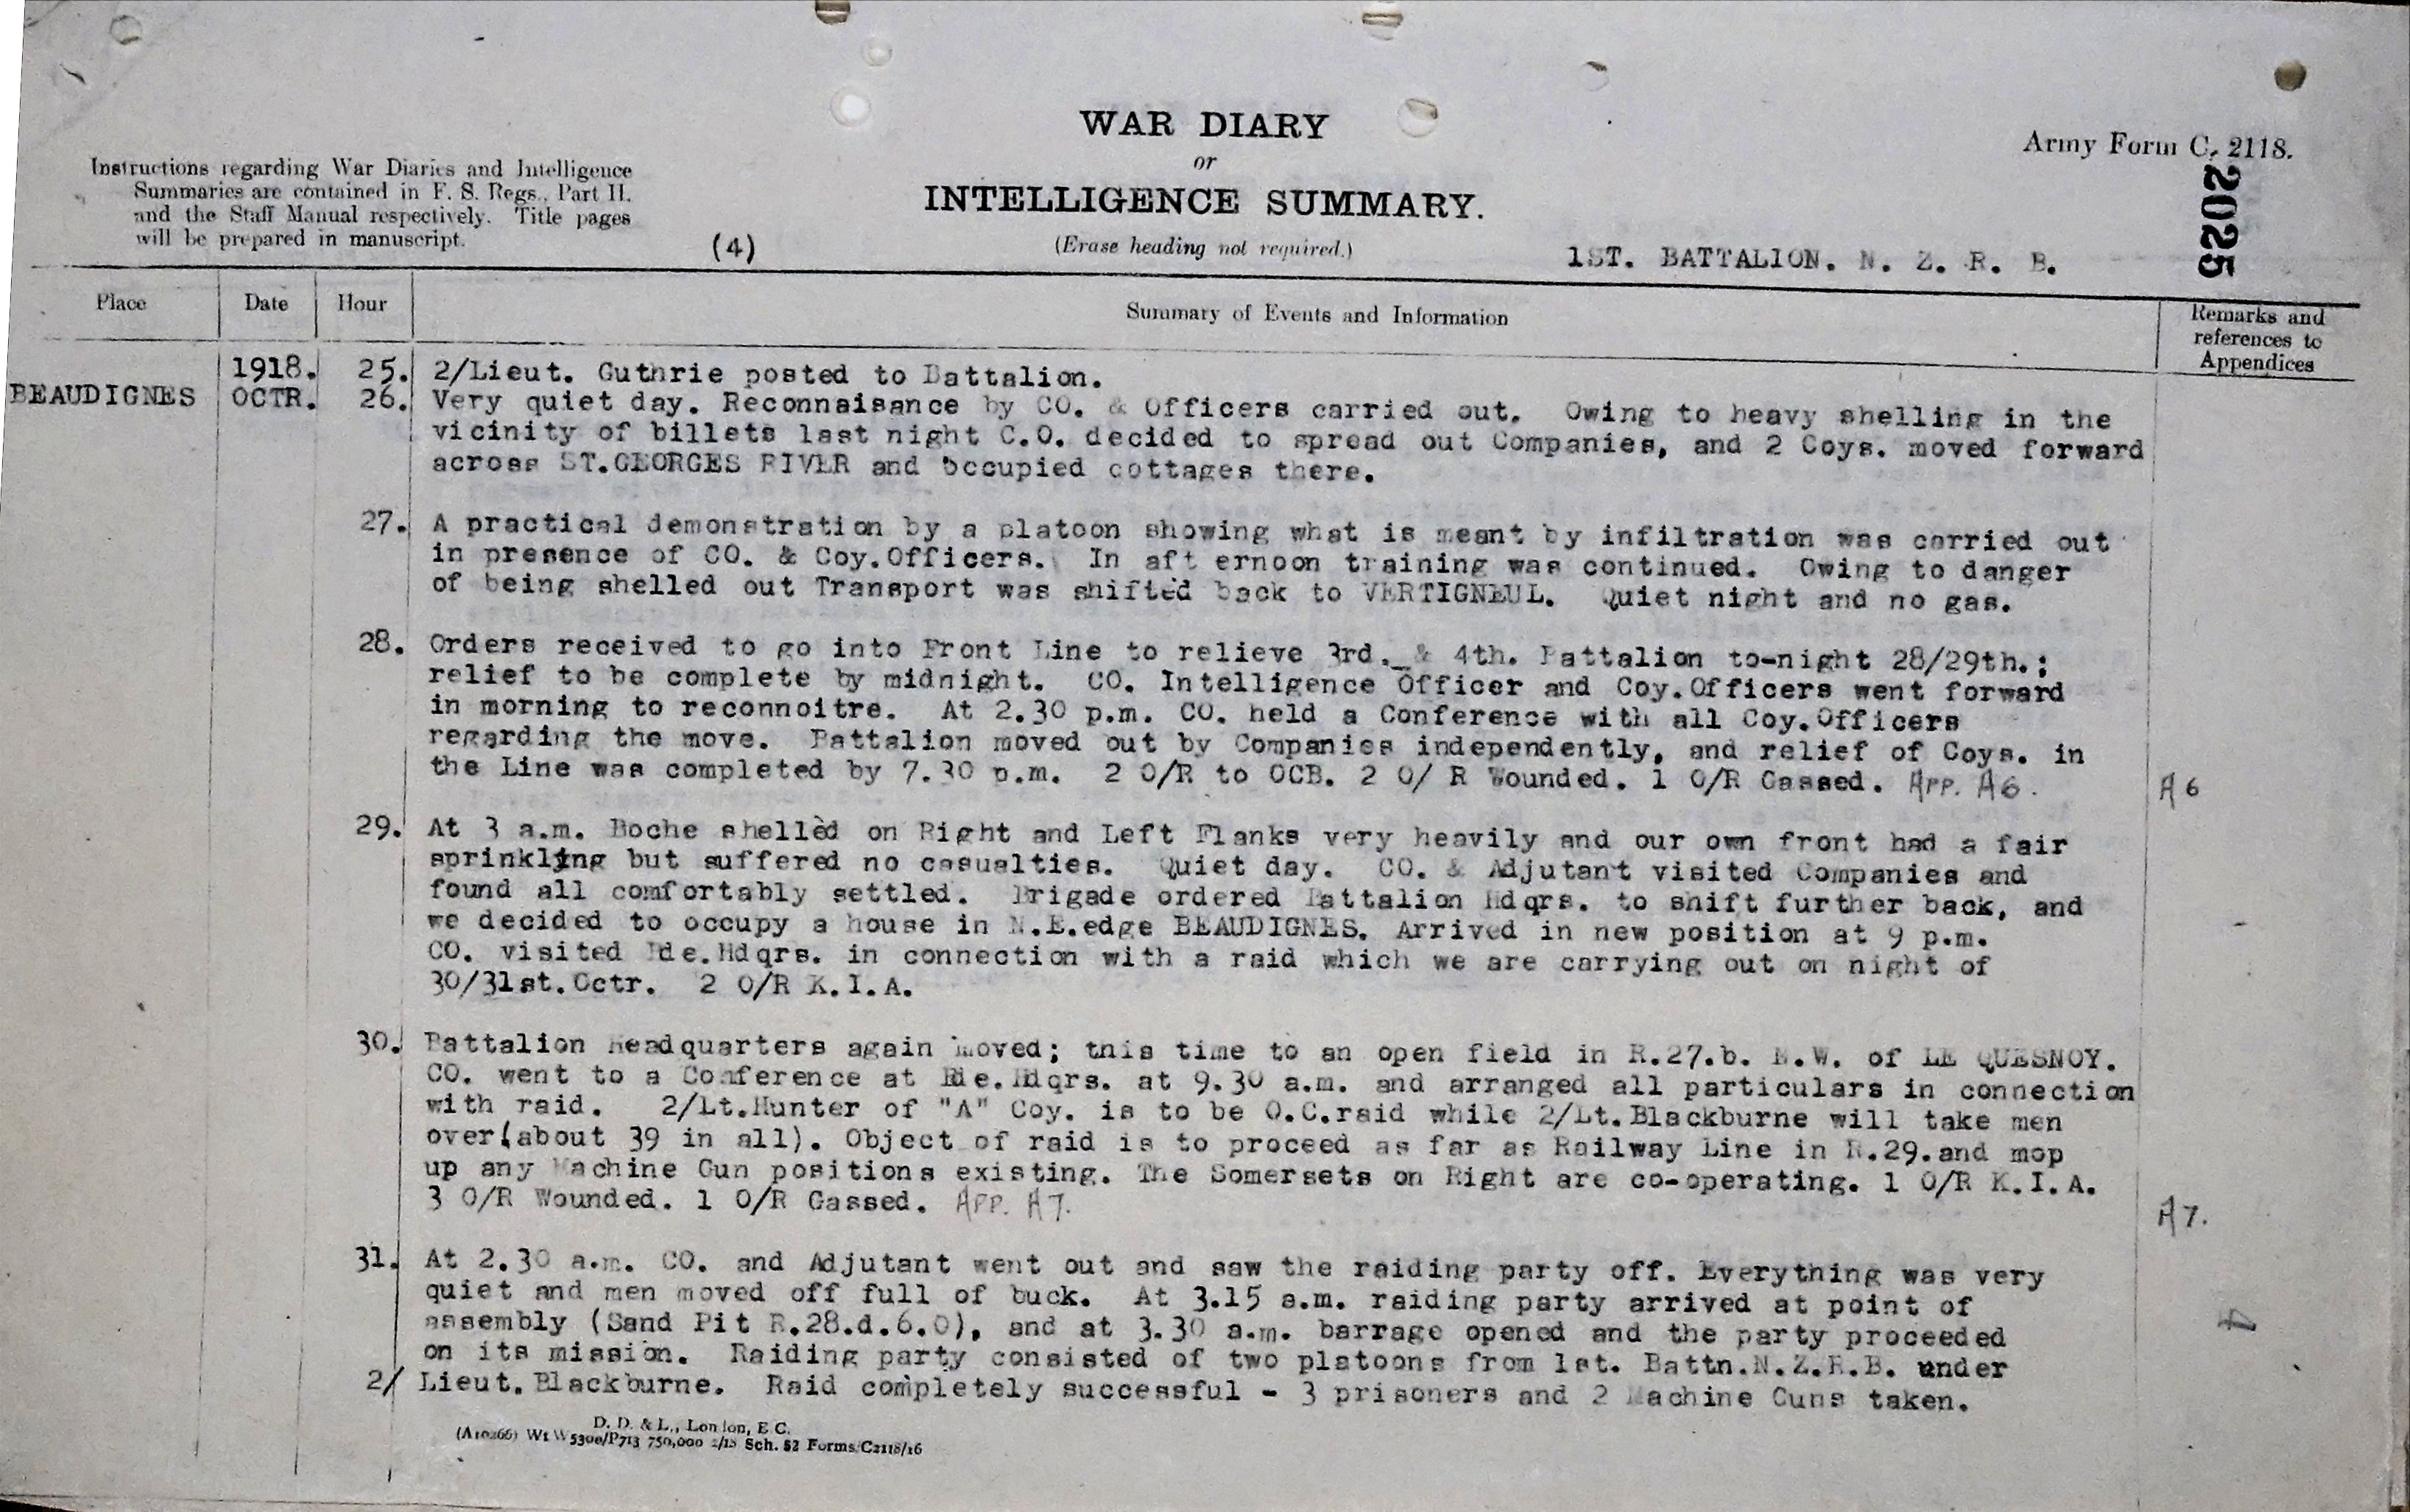 WAR DIARY
or
INTELLIGENCE SUMMARY.
(Erase heading not required.)
Army Form C. 2118.
2025
Instructions regarding War Diaries and Intelligence
Summaries are contained in F. S. Regs., Part II.
and the Staff Manual respectively. Title pages
will be prepared in manuscript.
(4)
1ST. BATTALION. N. Z. R. B.
Place
Date
Hour
Summary of Events and Information
Remarks and
references to
Appendices
1918. 25. 2/Lieut. Guthrie posted to Battalion.
BEAUDIGNES OCTR. 26. Very quiet day. Reconnaisance by CO. & Officers carried out. Owing to heavy shelling in the
vicinity of billets last night C.O. decided to spread out Companies, and 2 Coys. moved forward
across ST.GEORGES RIVER and occupied cottages there.
27. A practical demonstration by a platoon showing what is meant by infiltration was carried out
in presence of CO. & Coy.Officers. In aft ernoon training was continued. Owing to danger
of being shelled out Transport was shifted back to VERTIGNEUL. Quiet night and no gas.
28. Orders received to go into Front Line to relieve 3rd. & 4th. Battalion to-night 28/29th.;
relief to be complete by midnight. CO. Intelligence Officer and Coy.Officers went forward
in morning to reconnoitre. At 2.30 p.m. CO. held a Conference with all Coy.Officers
regarding the move. Battalion moved out by Companies independently, and relief of Coys. in
the Line was completed by 7.30 p.m. 2 O/R to OCB. 2 O/ R Wounded. 1 O/R Gassed. APP. A6.
A6
29. At 3 a.m. Boche shelled on Right and Left Flanks very heavily and our own front had a fair
sprinkling but suffered no casualties. Quiet day. CO. & Adjutant visited Companies and
found all comfortably settled. Brigade ordered Battalion Hdqrs. to shift further back, and
we decided to occupy a house in N.E.edge BEAUDIGNES. Arrived in new position at 9 p.m.
CO. visited Bde.Hdqrs. in connection with a raid which we are carrying out on night of
30/31st.Octr. 2 O/R K.I.A.
30. Battalion Headquarters again moved; this time to an open field in R.27.b. N.W. of LE QUESNOY.
CO. went to a Conference at Bde.Hdqrs. at 9.30 a.m. and arranged all particulars in connection
with raid. 2/Lt.Hunter of "A" Coy. is to be O.C.raid while 2/Lt.Blackburne will take men
over(about 39 in all). Object of raid is to proceed as far as Railway Line in R.29.and mop
up any Machine Gun positions existing. The Somersets on Right are co-operating. 1 O/R K.I.A.
3 O/R Wounded. 1 O/R Gassed. APP. A7.
A7.
31. At 2.30 a.m. CO. and Adjutant went out and saw the raiding party off. Everything was very
quiet and men moved off full of buck. At 3.15 a.m. raiding party arrived at point of
assembly (Sand Pit R.28.d.6.0), and at 3.30 a.m. barrage opened and the party proceeded
on its mission. Raiding party consisted of two platoons from 1st. Battn.N.Z.R.B. under
2/ Lieut.Blackburne. Raid completely successful - 3 prisoners and 2 Machine Guns taken.
D. D. & L., London, E C.
Wt W5300/P713 750,000 2/18 Sch. 52 Forms/C2118/16